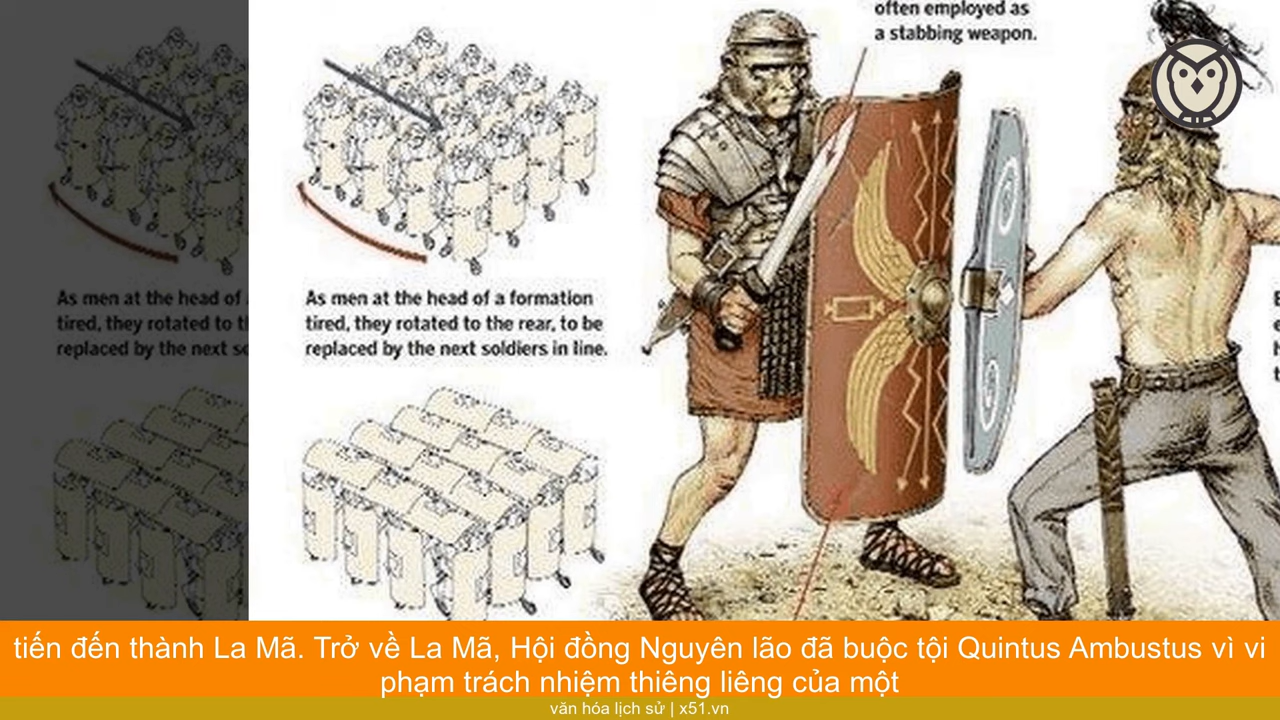 often employed as
a stabbing weapon.
As men at the head of
tired, they rotated to
replaced by the next
As men at the head of a formation
tired, they rotated to the rear, to be
replaced by the next soldiers in line.
tiến đến thành La Mã. Trở về La Mã, Hội đồng Nguyên lão đã buộc tội Quintus Ambustus vì vi
phạm trách nhiệm thiêng liêng của một
văn hóa lịch sử | x51.vn